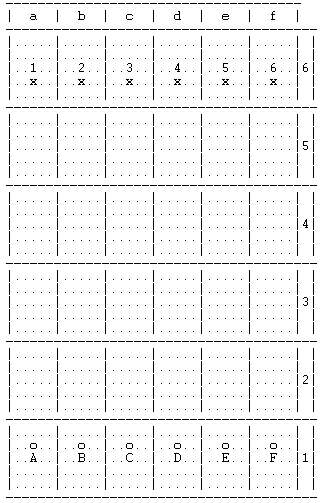 a b c d e f
1 2 3 4 5 6 6
x x x x x x
5
4
3
2
o o o o o o
A B C D E F 1